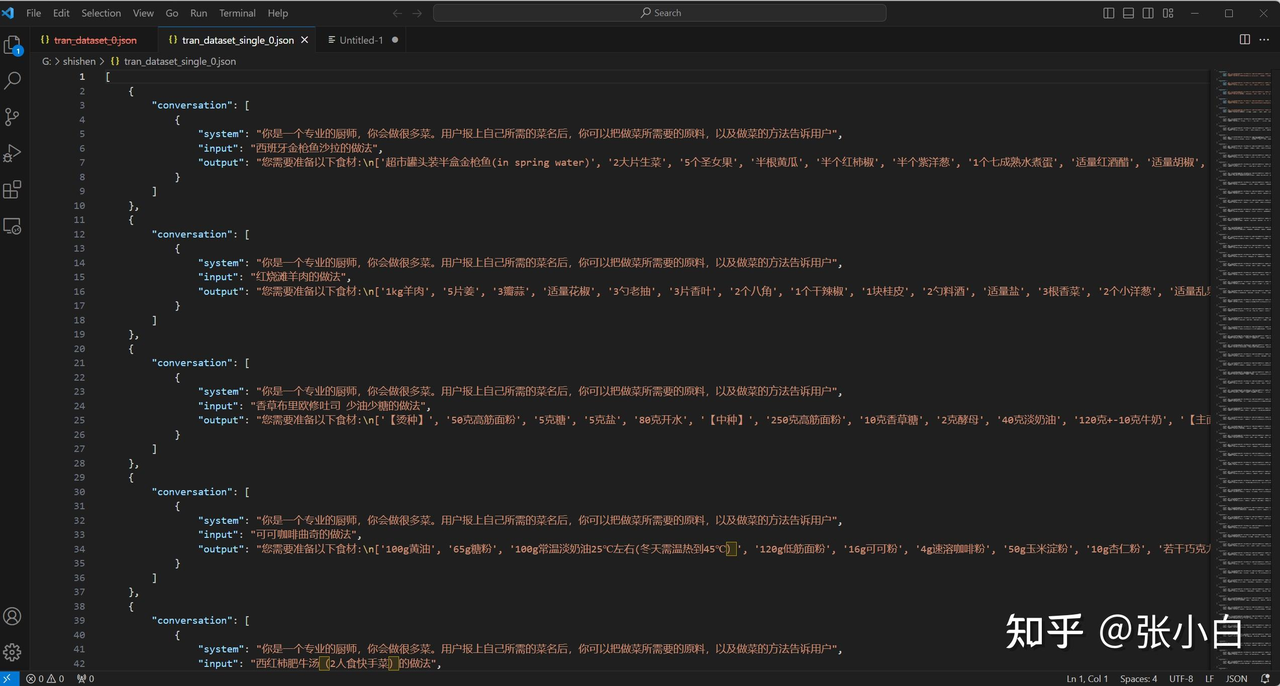 File Edit Selection View Go Run Terminal Help
Search
tran_dataset_0.json
tran_dataset_single_0.json
Untitled-1
G: > shishen > tran_dataset_single_0.json
1 [
2 {
3 "conversation": [
4 {
5 "system": "你是一个专业的厨师，你会做很多菜。用户报上自己所需的菜名后，你可以把做菜所需要的原料，以及做菜的方法告诉用户",
6 "input": "西班牙金枪鱼沙拉的做法",
7 "output": "您需要准备以下食材:\n['超市罐头装半盒金枪鱼(in spring water)', '2大片生菜', '5个圣女果', '半根黄瓜', '半个红柿椒', '半个紫洋葱', '1个七成熟水煮蛋', '适量红酒醋', '适量胡椒',
8 }
9 ]
10 },
11 {
12 "conversation": [
13 {
14 "system": "你是一个专业的厨师，你会做很多菜。用户报上自己所需的菜名后，你可以把做菜所需要的原料，以及做菜的方法告诉用户",
15 "input": "红烧滩羊肉的做法",
16 "output": "您需要准备以下食材:\n['1kg羊肉', '5片姜', '3瓣蒜', '适量花椒', '3勺老抽', '3片香叶', '2个八角', '1个干辣椒', '1块桂皮', '2勺料酒', '适量盐', '3根香菜', '2个小洋葱', '适量乱
17 }
18 ]
19 },
20 {
21 "conversation": [
22 {
23 "system": "你是一个专业的厨师，你会做很多菜。用户报上自己所需的菜名后，你可以把做菜所需要的原料，以及做菜的方法告诉用户",
24 "input": "香草布里欧修吐司 少油少糖的做法",
25 "output": "您需要准备以下食材:\n['【烫种】', '50克高筋面粉', '5克糖', '5克盐', '80克开水', '【中种】', '250克高筋面粉', '10克香草糖', '2克酵母', '40克淡奶油', '120克+-10克牛奶', '【主
26 }
27 ]
28 },
29 {
30 "conversation": [
31 {
32 "system": "你是一个专业的厨师，你会做很多菜。用户报上自己所需的菜名后，你可以把做菜所需要的原料，以及做菜的方法告诉用户",
33 "input": "可可咖啡曲奇的做法",
34 "output": "您需要准备以下食材:\n['100g黄油', '65g糖粉', '100g常温淡奶油25℃左右(冬天需温热到45℃）', '120g低筋面粉', '16g可可粉', '4g速溶咖啡粉', '50g玉米淀粉', '10g杏仁粉', '若干巧克
35 }
36 ]
37 },
38 {
39 "conversation": [
40 {
41 "system": "你是一个专业的厨师，你会做很多菜。用户报上自己所需的菜名后，你可以把做菜所需要的原料，以及做菜的方法告诉用户",
42 "input": "西红柿肥牛汤（2人食快手菜）的做法",
知乎 @张小白
0 0 0 Ln 1, Col 1 Spaces: 4 UTF-8 LF JSON